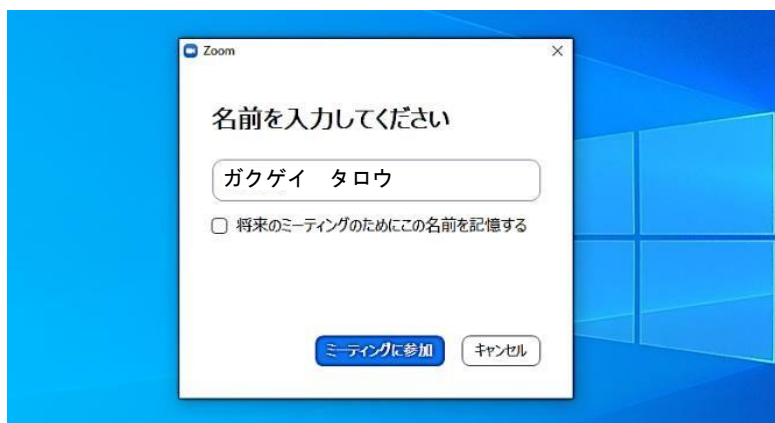 Zoom
名前を入力してください
ガクゲイ　タロウ
将来のミーティングのためにこの名前を記憶する
ミーティングに参加
キャンセル